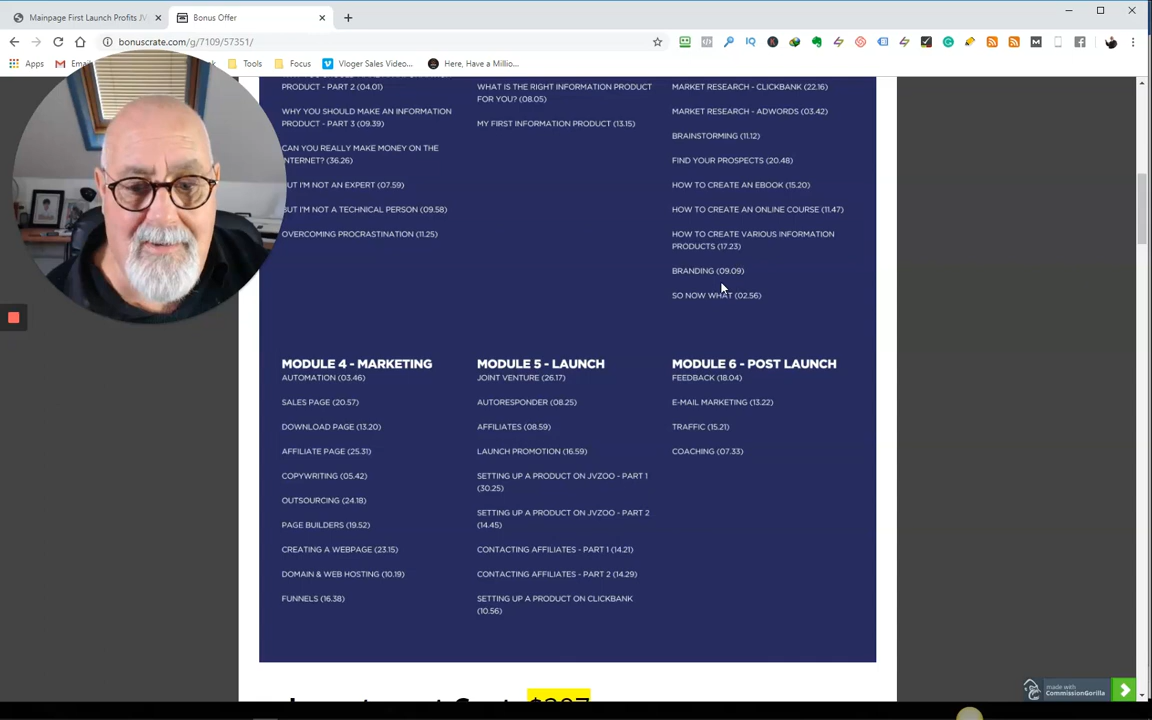 Mainpage First Launch Profits JV
Bonus Offer
bonuscrate.com/g/7109/57351/
Apps
Tools
Focus
Vloger Sales Video...
Here, Have a Millio...
PRODUCT - PART 2 (04.01)
WHY YOU SHOULD MAKE AN INFORMATION
PRODUCT - PART 3 (09.39)
CAN YOU REALLY MAKE MONEY ON THE
INTERNET? (36.26)
BUT I'M NOT AN EXPERT (07.59)
BUT I'M NOT A TECHNICAL PERSON (09.58)
OVERCOMING PROCRASTINATION (11.25)
WHAT IS THE RIGHT INFORMATION PRODUCT
FOR YOU? (08.05)
MY FIRST INFORMATION PRODUCT (13.15)
MARKET RESEARCH - CLICKBANK (22.16)
MARKET RESEARCH - ADWORDS (03.42)
BRAINSTORMING (11.12)
FIND YOUR PROSPECTS (20.48)
HOW TO CREATE AN EBOOK (15.20)
HOW TO CREATE AN ONLINE COURSE (11.47)
HOW TO CREATE VARIOUS INFORMATION
PRODUCTS (17.23)
BRANDING (09.09)
SO NOW WHAT (02.56)
MODULE 4 - MARKETING
AUTOMATION (03.46)
SALES PAGE (20.57)
DOWNLOAD PAGE (13.20)
AFFILIATE PAGE (25.31)
COPYWRITING (05.42)
OUTSOURCING (24.18)
PAGE BUILDERS (19.52)
CREATING A WEBPAGE (23.15)
DOMAIN & WEB HOSTING (10.19)
FUNNELS (16.38)
MODULE 5 - LAUNCH
JOINT VENTURE (26.17)
AUTORESPONDER (08.25)
AFFILIATES (08.59)
LAUNCH PROMOTION (16.59)
SETTING UP A PRODUCT ON JVZOO - PART 1
(30.25)
SETTING UP A PRODUCT ON JVZOO - PART 2
(14.45)
CONTACTING AFFILIATES - PART 1 (14.21)
CONTACTING AFFILIATES - PART 2 (14.29)
SETTING UP A PRODUCT ON CLICKBANK
(10.56)
MODULE 6 - POST LAUNCH
FEEDBACK (18.04)
E-MAIL MARKETING (13.22)
TRAFFIC (15.21)
COACHING (07.33)
made with
CommissionGorilla